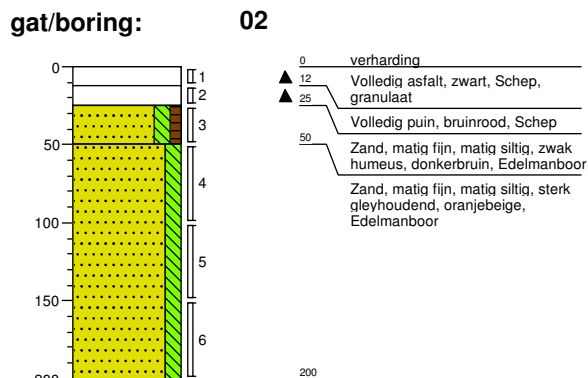 gat/boring: 02
0
50
100
150
200
1
2
3
4
5
6
0 verharding
12 Volledig asfalt, zwart, Schep,
granulaat
25
Volledig puin, bruinrood, Schep
50
Zand, matig fijn, matig siltig, zwak
humeus, donkerbruin, Edelmanboor
Zand, matig fijn, matig siltig, sterk
gleyhoudend, oranjebeige,
Edelmanboor
200